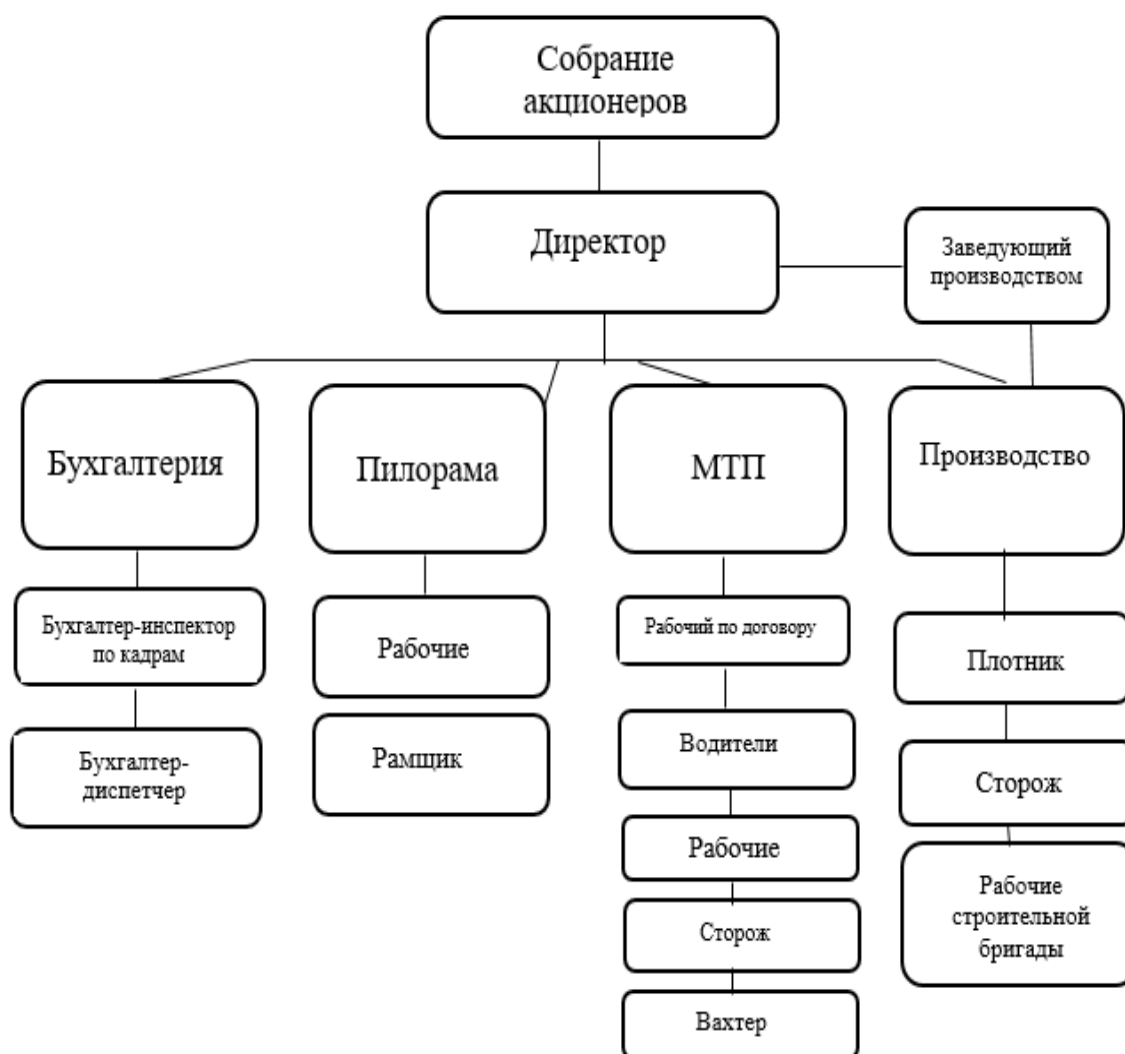 Собрание
акционеров
Директор
Заведующий
производством
Бухгалтерия
Пилорама
МТП
Производство
Бухгалтер-инспектор
по кадрам
Рабочие
Рабочий по договору
Плотник
Бухгалтер-
диспетчер
Рамщик
Водители
Сторож
Рабочие
Рабочие
строительной
бригады
Сторож
Вахтер